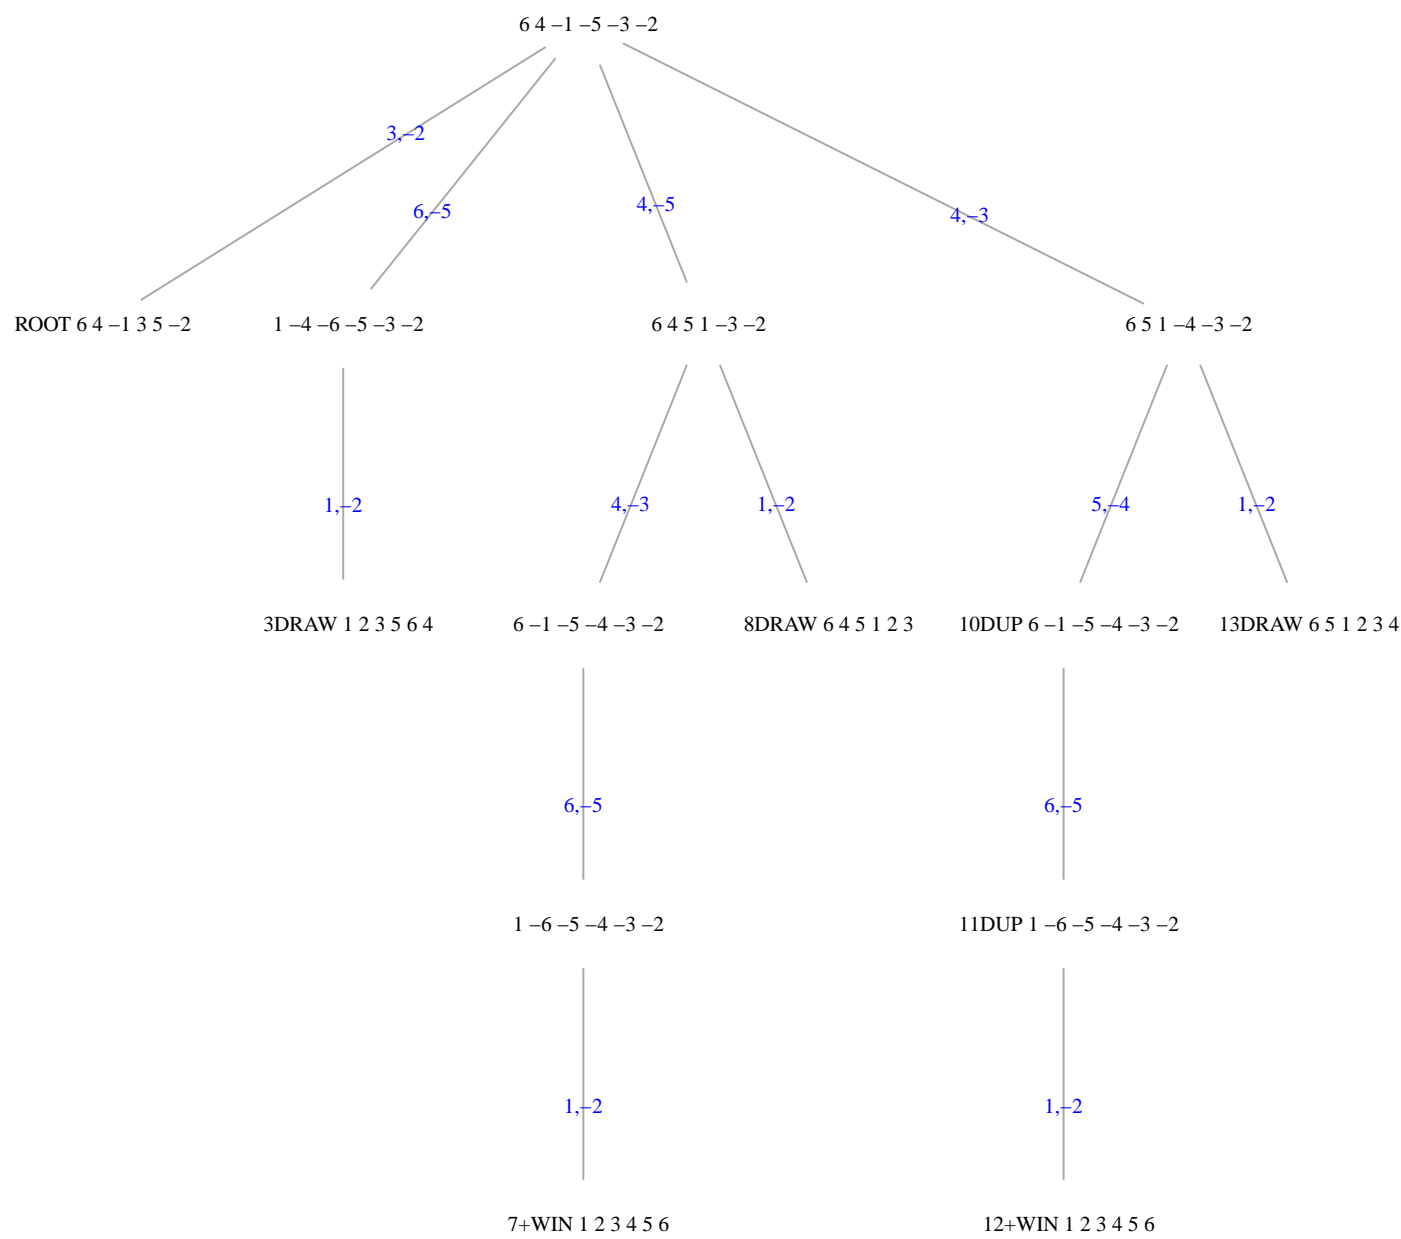 6 4 –1 –5 –3 –2
3,–2
6,–5
4,–5
4,–3
ROOT 6 4 –1 3 5 –2
1 –4 –6 –5 –3 –2
6 4 5 1 –3 –2
6 5 1 –4 –3 –2
1,–2
4,–3
1,–2
5,–4
1,–2
3DRAW 1 2 3 5 6 4
6 –1 –5 –4 –3 –2
8DRAW 6 4 5 1 2 3
10DUP 6 –1 –5 –4 –3 –2
13DRAW 6 5 1 2 3 4
6,–5
6,–5
1 –6 –5 –4 –3 –2
11DUP 1 –6 –5 –4 –3 –2
1,–2
1,–2
7+WIN 1 2 3 4 5 6
12+WIN 1 2 3 4 5 6